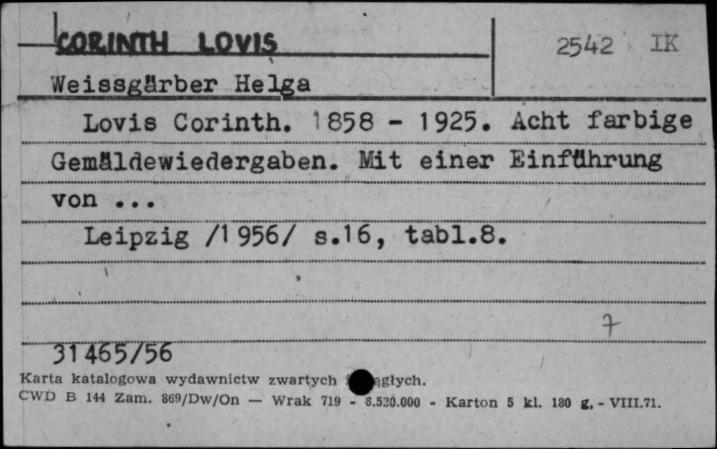 CORINTH LOVIS
2542 IK
Weissgärber Helga
Lovis Corinth. 1858 - 1925. Acht farbige
Gemäldewiedergaben. Mit einer Einführung
von ...
Leipzig /1956/ s.16, tabl.8.
7
31465/56
Karta katalogowa wydawnictw zwartych
CWD B 144 Zam. 869/Dw/On — Wrak 719 - 8.520.000 - Karton 5 kl. 180 g. - VIII.71.